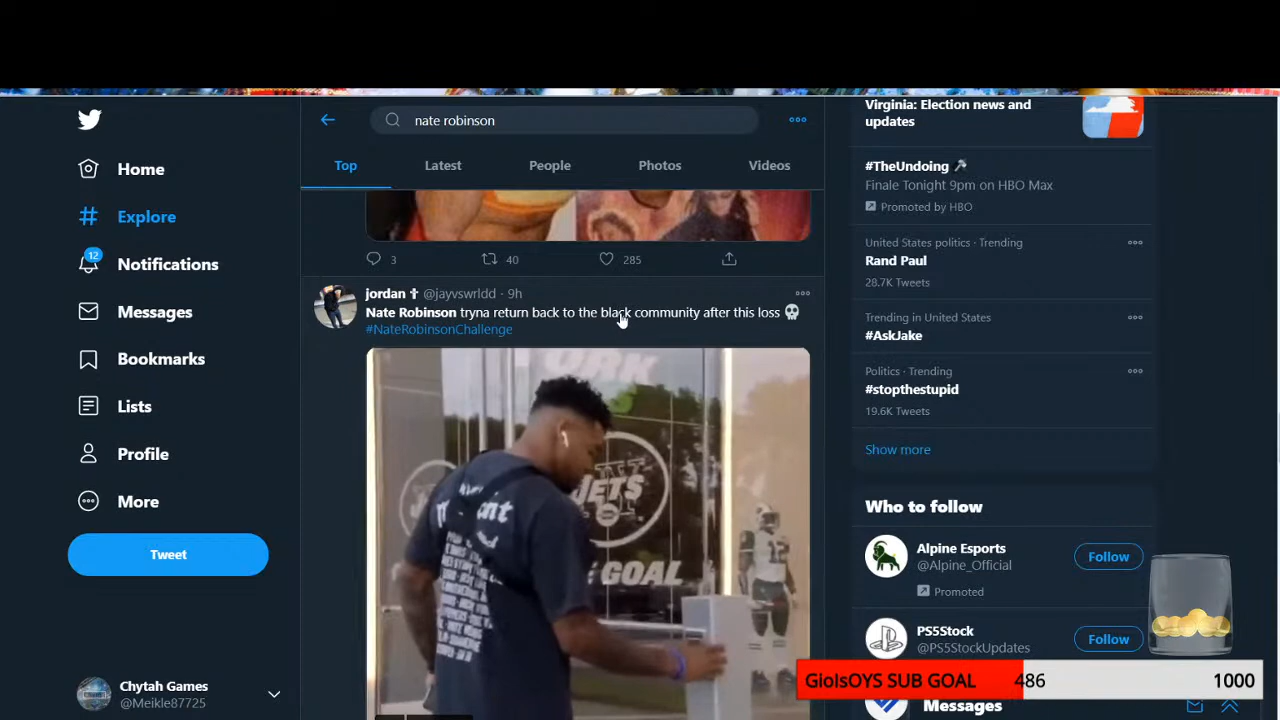 nate robinson
Top
Latest
People
Photos
Videos
Home
Explore
12
Notifications
Messages
Bookmarks
Lists
Profile
More
Tweet
Chytah Games
@Meikle87725
3
40
285
jordan ✝ @jayvswrldd · 9h
Nate Robinson tryna return back to the black community after this loss 💀
#NateRobinsonChallenge
JETS
GOAL
Virginia: Election news and
updates
#TheUndoing
Finale Tonight 9pm on HBO Max
Promoted by HBO
United States politics · Trending
Rand Paul
28.7K Tweets
Trending in United States
#AskJake
Politics · Trending
#stopthestupid
19.6K Tweets
Show more
Who to follow
Alpine Esports
@Alpine_Official
Follow
Promoted
PS5Stock
@PS5StockUpdates
Follow
GioIsOYS SUB GOAL 486 1000
Messages